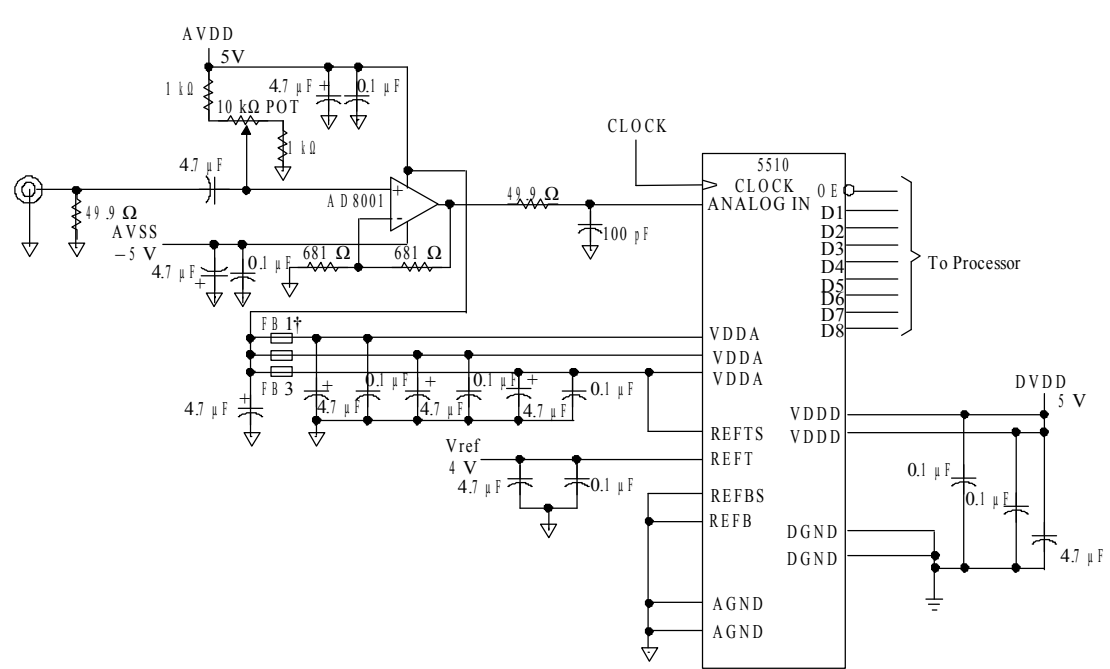 AVDD
5V
1 kΩ
4.7 µF +
0.1 µF
10 kΩ POT
1 kΩ
CLOCK
4.7 µF
5510
CLOCK
ANALOG IN
OE
+
AD8001
-
49.9 Ω
49.9 Ω
D1
AVSS
−5 V
100 pF
D2
681 Ω
681 Ω
D3
4.7 µF
+
0.1 µF
D4
To Processor
D5
D6
D7
D8
FB 1†
VDDA
VDDA
FB 3
VDDA
+
0.1 µF
+
0.1 µF
+
0.1 µF
4.7 µF
+
4.7 µF
4.7 µF
4.7 µF
DVDD
5 V
VDDD
VDDD
REFTS
Vref
4 V
REFT
4.7 µF
0.1 µF
0.1 µF
0.1 µF
REFBS
REFB
DGND
DGND
4.7 µF
AGND
AGND